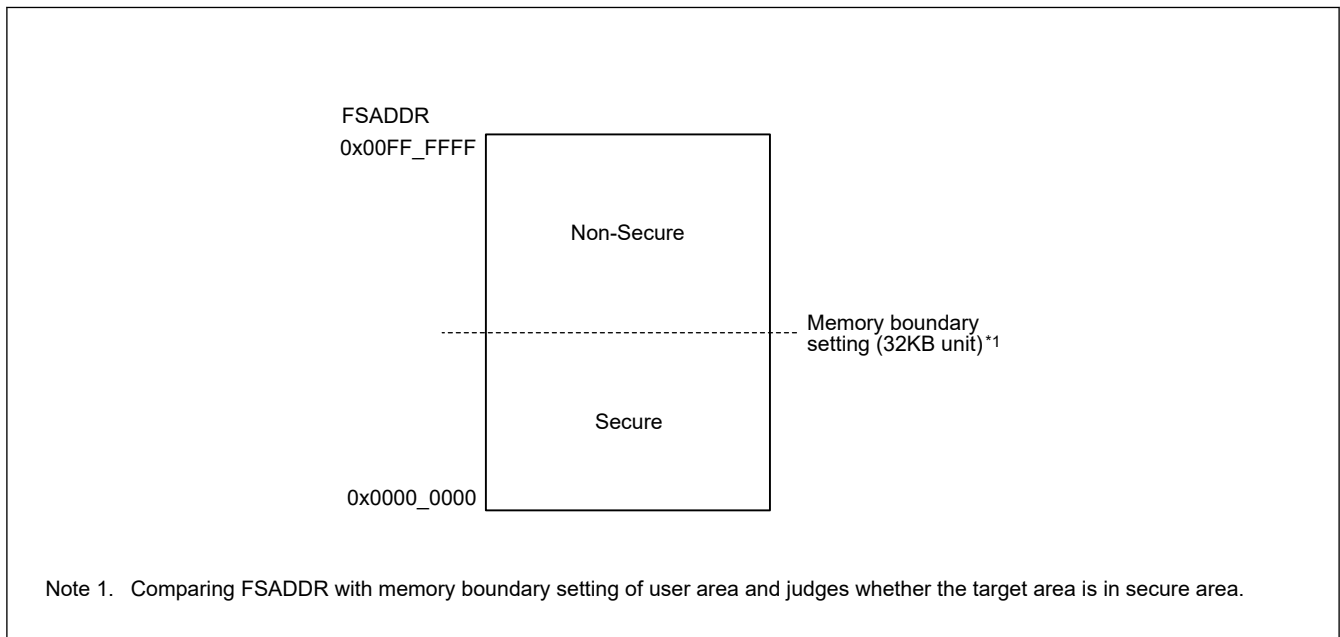 FSADDR
0x00FF_FFFF
Non-Secure
Memory boundary
setting (32KB unit)*1
Secure
0x0000_0000
Note 1. Comparing FSADDR with memory boundary setting of user area and judges whether the target area is in secure area.